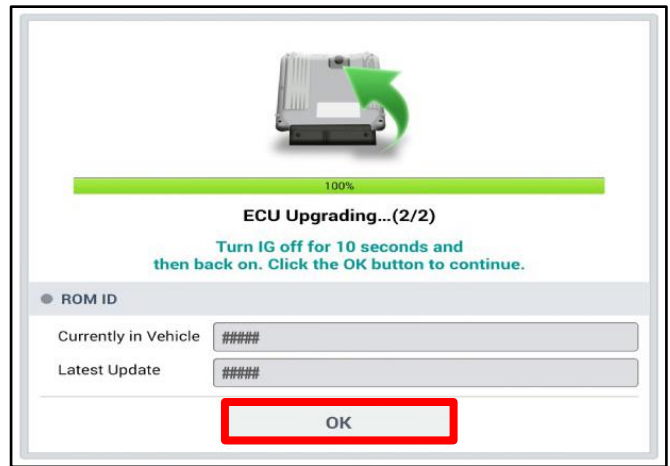 100%
ECU Upgrading...(2/2)
Turn IG off for 10 seconds and
then back on. Click the OK button to continue.
ROM ID
Currently in Vehicle #####
Latest Update #####
OK